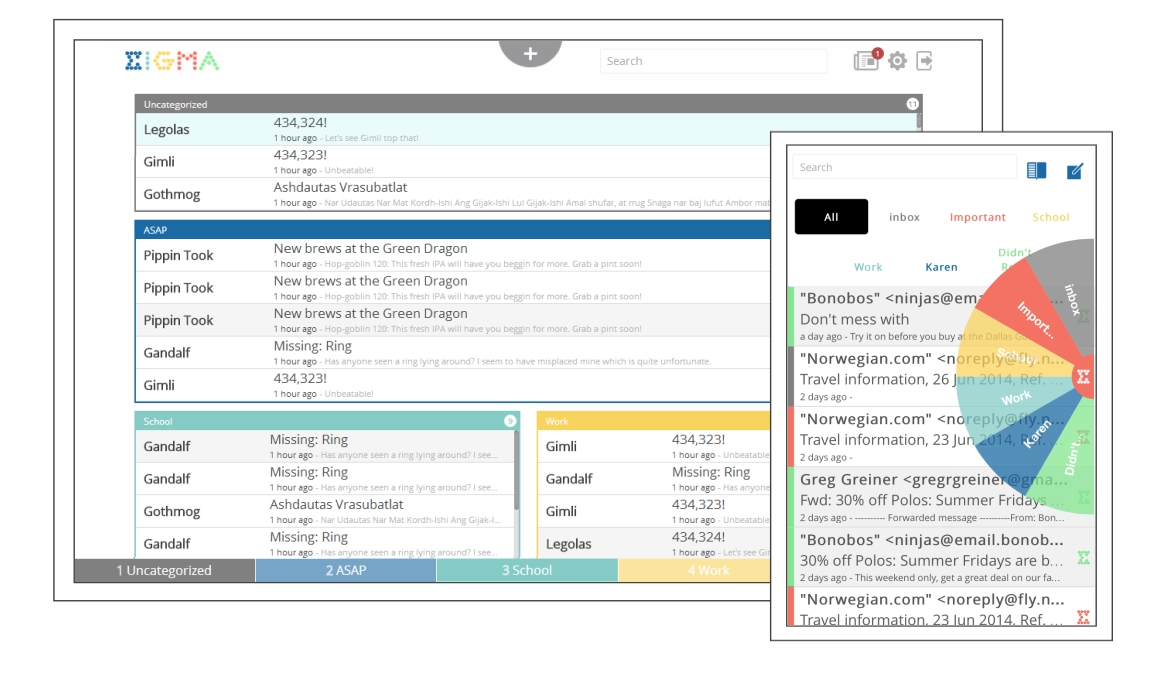 ΣIGMA
+
Search
1
Uncategorized
11
Legolas
434,324!
1 hour ago - Let's see Gimli top that!
Gimli
434,323!
1 hour ago - Unbeatable!
Gothmog
Ashdautas Vrasubatlat
1 hour ago - Nar Udautas Nar Mat Kordh-Ishi Ang Gijak-Ishi Lul Gijak-Ishi Amal shufar, at rrug Snaga nar baj lufut Ambor
ASAP
Pippin Took
New brews at the Green Dragon
1 hour ago - Hop-goblin 120: This fresh IPA will have you beggin for more. Grab a pint soon!
Pippin Took
New brews at the Green Dragon
1 hour ago - Hop-goblin 120: This fresh IPA will have you beggin for more. Grab a pint soon!
Pippin Took
New brews at the Green Dragon
1 hour ago - Hop-goblin 120: This fresh IPA will have you beggin for more. Grab a pint soon!
Gandalf
Missing: Ring
1 hour ago - Has anyone seen a ring lying around? I seem to have misplaced mine which is quite unfortunate.
Gimli
434,323!
1 hour ago - Unbeatable!
School
9
Gandalf
Missing: Ring
1 hour ago - Has anyone seen a ring lying around? I see...
Gandalf
Missing: Ring
1 hour ago - Has anyone seen a ring lying around? I see...
Gothmog
Ashdautas Vrasubatlat
1 hour ago - Nar Udautas Nar Mat Kordh-Ishi Ang Gijak-I...
Gandalf
Missing: Ring
1 hour ago - Has anyone seen a ring lying around? I see...
Work
Gimli
434,323!
1 hour ago - Unbeatable
Gandalf
Missing: Ring
1 hour ago - Has anyone
Gimli
434,323!
1 hour ago - Unbeatable
Legolas
434,324!
1 hour ago - Let's see
1 Uncategorized
2 ASAP
3 School
4 Work
Search
All
inbox
Important
School
Work
Karen
Didn't
"Bonobos" <ninjas@ema
Don't mess with
a day ago - Try it on before you buy at the Dallas
"Norwegian.com" <noreply@fly.n...
Travel information, 26 Jun 2014, Ref. ...
2 days ago -
"Norwegian.com" <noreply@fly.n...
Travel information, 23 Jun 2014, Ref. ...
2 days ago -
Greg Greiner <gregrgreiner@gma...
Fwd: 30% off Polos: Summer Fridays
2 days ago - ---------- Forwarded message ----------From: Bon...
"Bonobos" <ninjas@email.bonob...
30% off Polos: Summer Fridays are b...
2 days ago - This weekend only, get a great deal on our fa...
"Norwegian.com" <noreply@fly.n...
Travel information, 23 Jun 2014, Ref. ...
inbox
Import...
School
Work
Karen
Didn't...